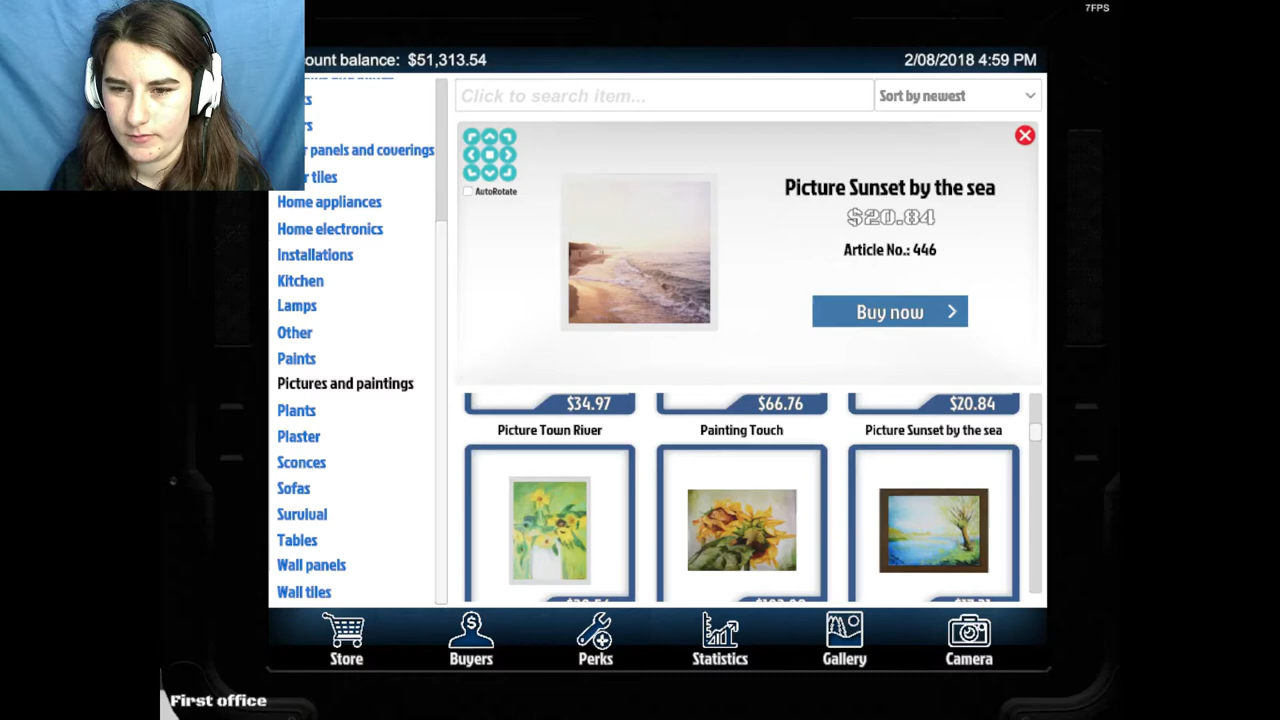 7FPS
ount balance: $51,313.54
2/08/2018 4:59 PM
Click to search item...
Sort by newest
panels and coverings
tiles
Home appliances
Home electronics
Installations
Kitchen
Lamps
Other
Paints
Pictures and paintings
Plants
Plaster
Sconces
Sofas
Survival
Tables
Wall panels
Wall tiles
AutoRotate
Picture Sunset by the sea
$20.84
Article No.: 446
Buy now
$34.97
$66.76
$20.84
Picture Town River
Painting Touch
Picture Sunset by the sea
Store
Buyers
Perks
Statistics
Gallery
Camera
First office